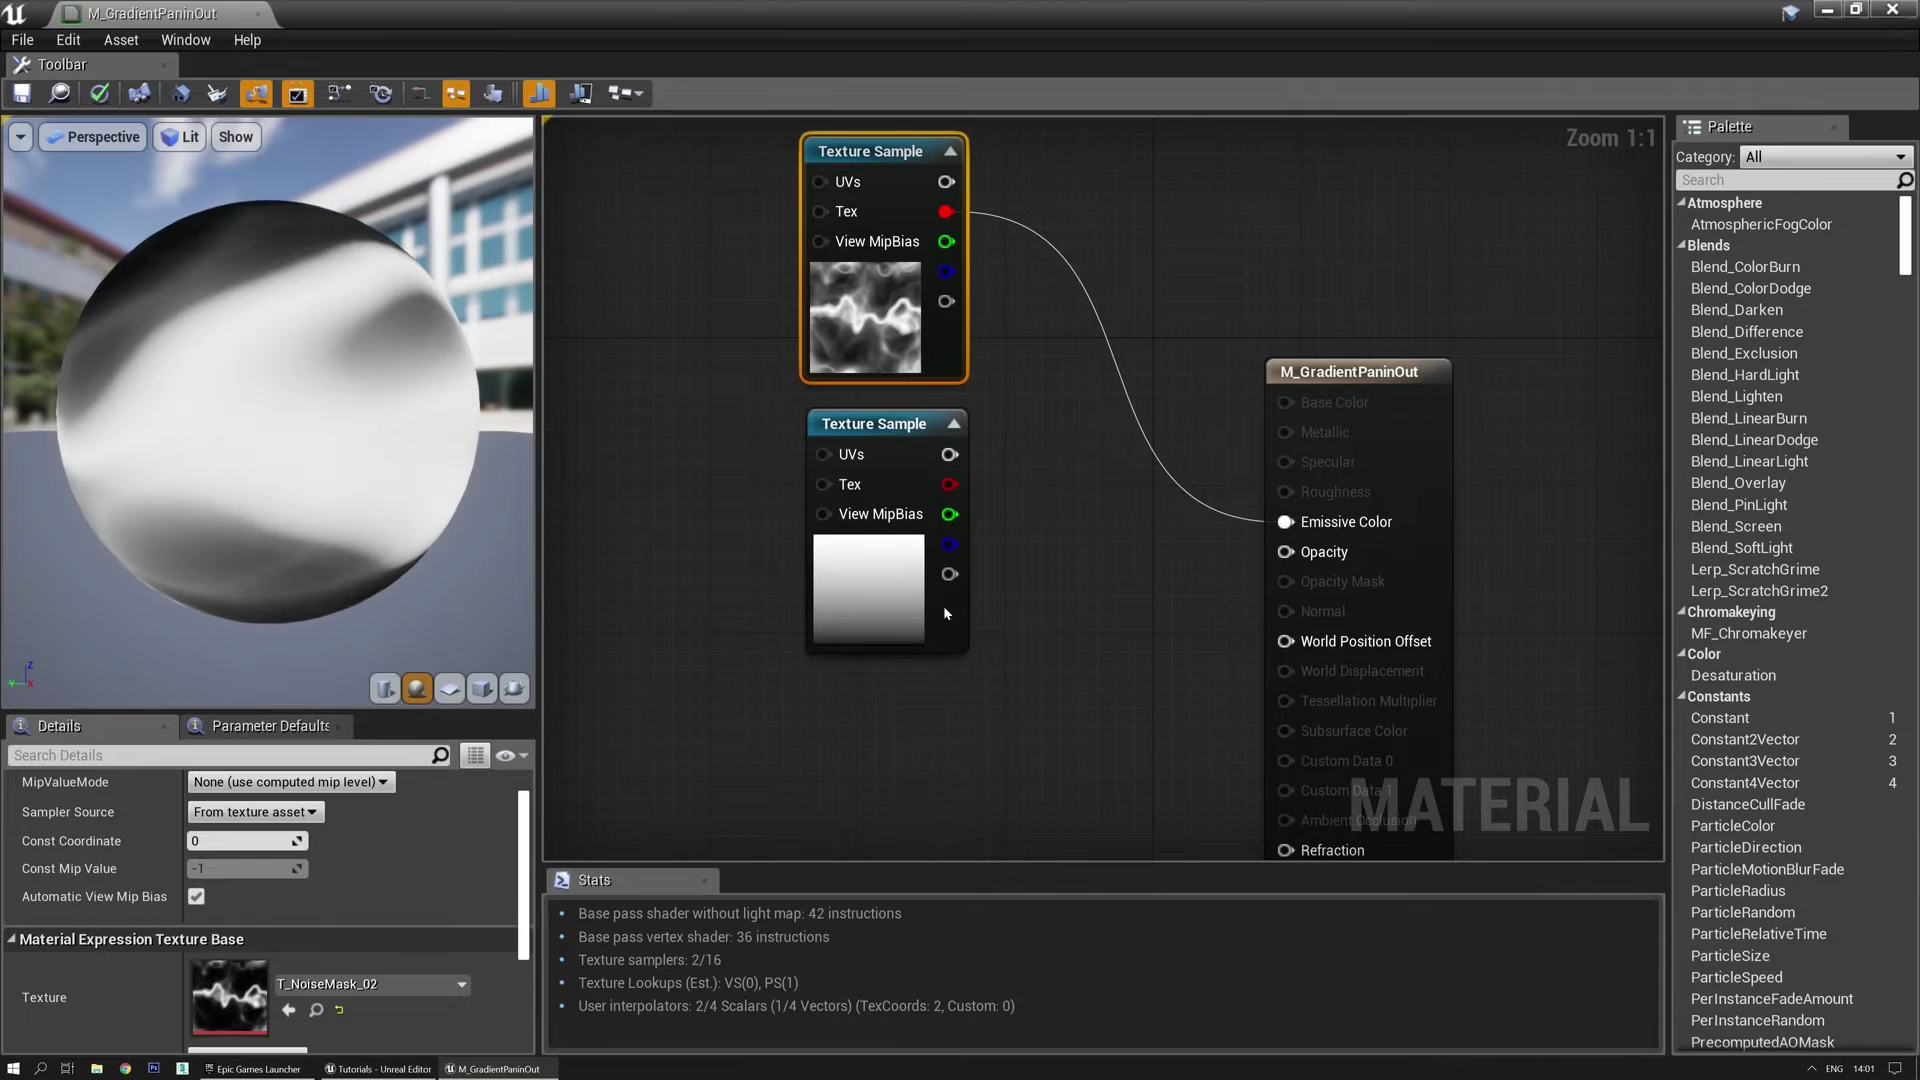 M_GradientPaninOut
File Edit Asset Window Help
Toolbar
Perspective Lit Show
Zoom 1:1
Texture Sample
UVs
Tex
View MipBias
Texture Sample
UVs
Tex
View MipBias
M_GradientPaninOut
Base Color
Metallic
Specular
Roughness
Emissive Color
Opacity
Opacity Mask
Normal
World Position Offset
World Displacement
Tessellation Multiplier
Subsurface Color
Custom Data 0
Custom Data 1
Ambient Occlusion
Refraction
MATERIAL
Palette
Category: All
Search
Atmosphere
AtmosphericFogColor
Blends
Blend_ColorBurn
Blend_ColorDodge
Blend_Darken
Blend_Difference
Blend_Exclusion
Blend_HardLight
Blend_Lighten
Blend_LinearBurn
Blend_LinearDodge
Blend_LinearLight
Blend_Overlay
Blend_PinLight
Blend_Screen
Blend_SoftLight
Lerp_ScratchGrime
Lerp_ScratchGrime2
Chromakeying
MF_Chromakeyer
Color
Desaturation
Constants
Constant 1
Constant2Vector 2
Constant3Vector 3
Constant4Vector 4
DistanceCullFade
ParticleColor
ParticleDirection
ParticleMotionBlurFade
ParticleRadius
ParticleRandom
ParticleRelativeTime
ParticleSize
ParticleSpeed
PerInstanceFadeAmount
PerInstanceRandom
PrecomputedAOMask
Z
Y X
Details Parameter Defaults
Search Details
MipValueMode None (use computed mip level)
Sampler Source From texture asset
Const Coordinate 0
Const Mip Value -1
Automatic View Mip Bias
Material Expression Texture Base
Texture T_NoiseMask_02
Stats
Base pass shader without light map: 42 instructions
Base pass vertex shader: 36 instructions
Texture samplers: 2/16
Texture Lookups (Est.): VS(0), PS(1)
User interpolators: 2/4 Scalars (1/4 Vectors) (TexCoords: 2, Custom: 0)
Epic Games Launcher Tutorials - Unreal Editor M_GradientPaninOut ENG 14:01